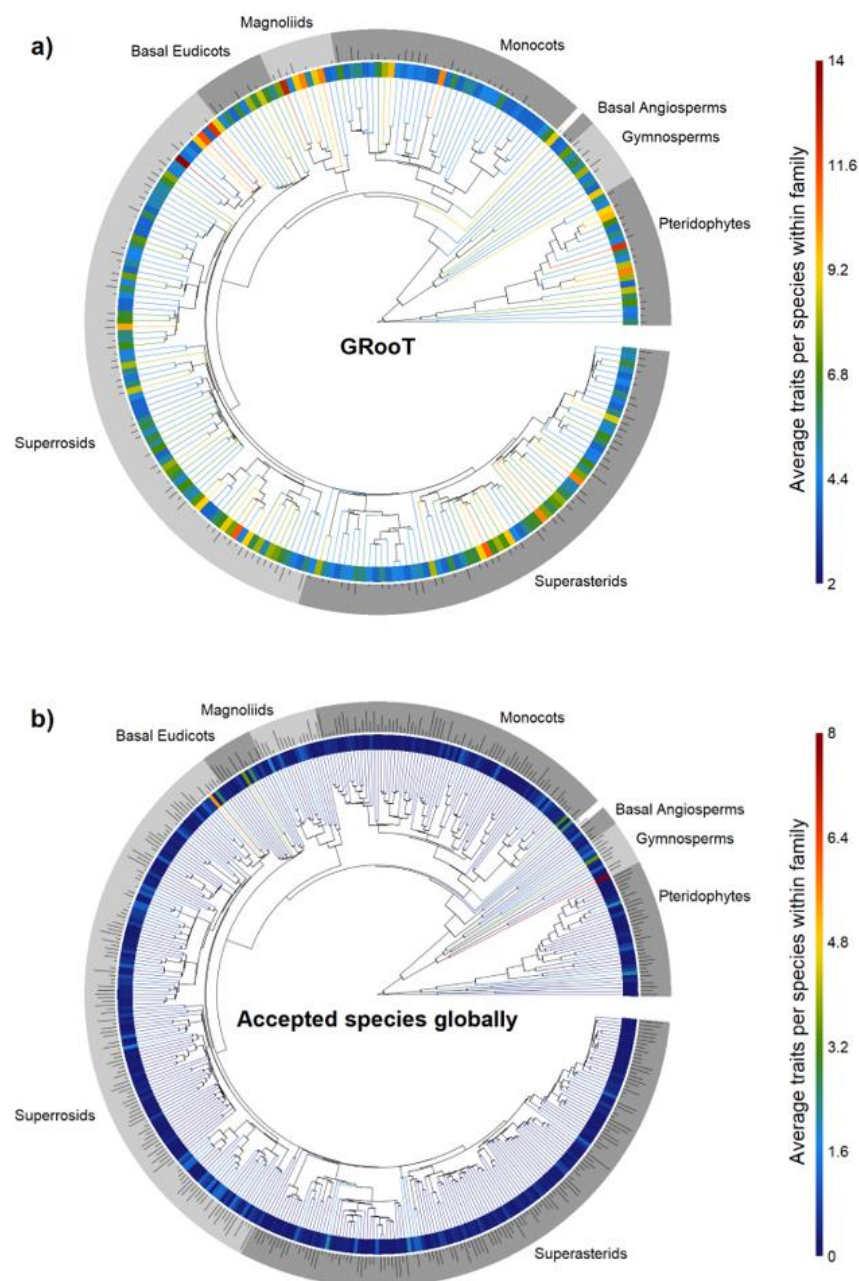 a)
Magnoliids
Basal Eudicots
Monocots
Basal Angiosperms
Gymnosperms
Pteridophytes
GRooT
Superrosids
Superasterids
14
11.6
9.2
6.8
4.4
2
Average traits per species within family
b)
Magnoliids
Basal Eudicots
Monocots
Basal Angiosperms
Gymnosperms
Pteridophytes
Accepted species globally
Superrosids
Superasterids
8
6.4
4.8
3.2
1.6
0
Average traits per species within family